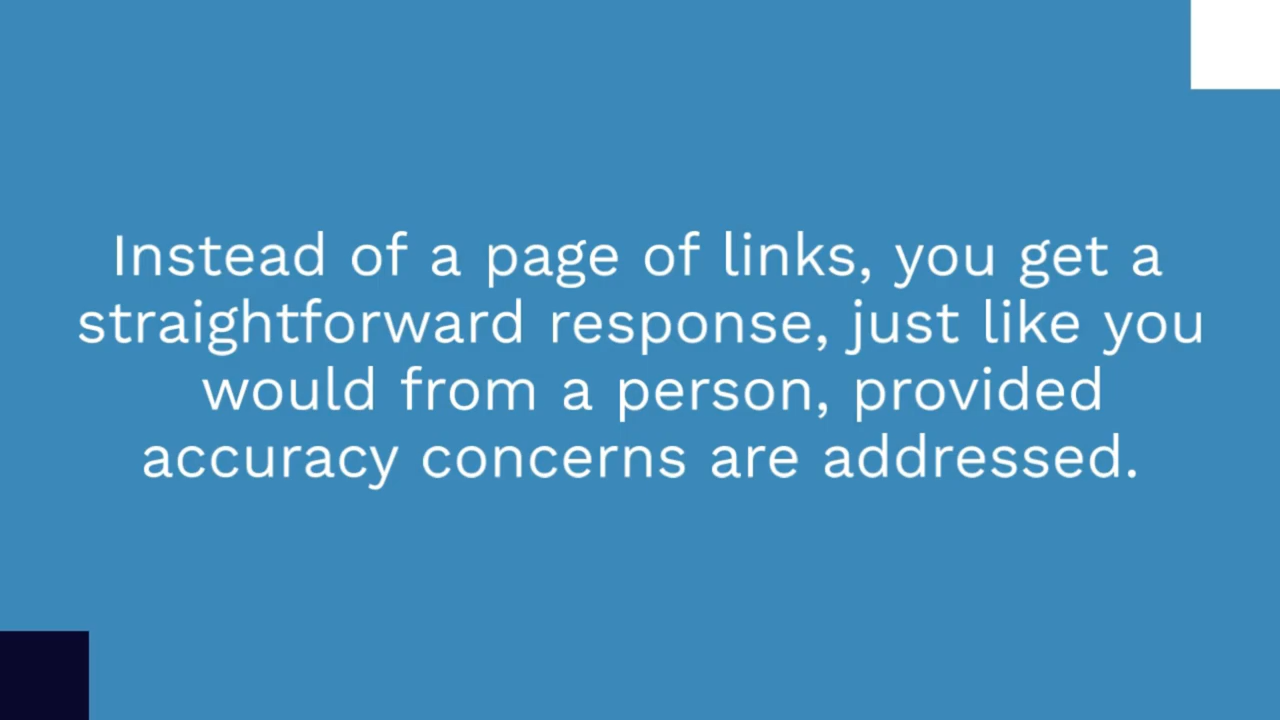 Instead of a page of links, you get a
straightforward response, just like you
would from a person, provided
accuracy concerns are addressed.